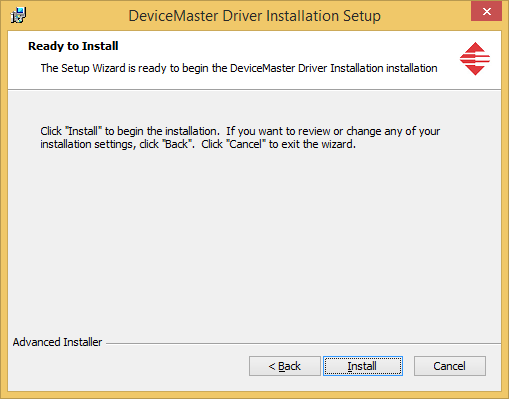 DeviceMaster Driver Installation Setup
Ready to Install
The Setup Wizard is ready to begin the DeviceMaster Driver Installation installation
Click "Install" to begin the installation.  If you want to review or change any of your
installation settings, click "Back".  Click "Cancel" to exit the wizard.
Advanced Installer
< Back
Install
Cancel